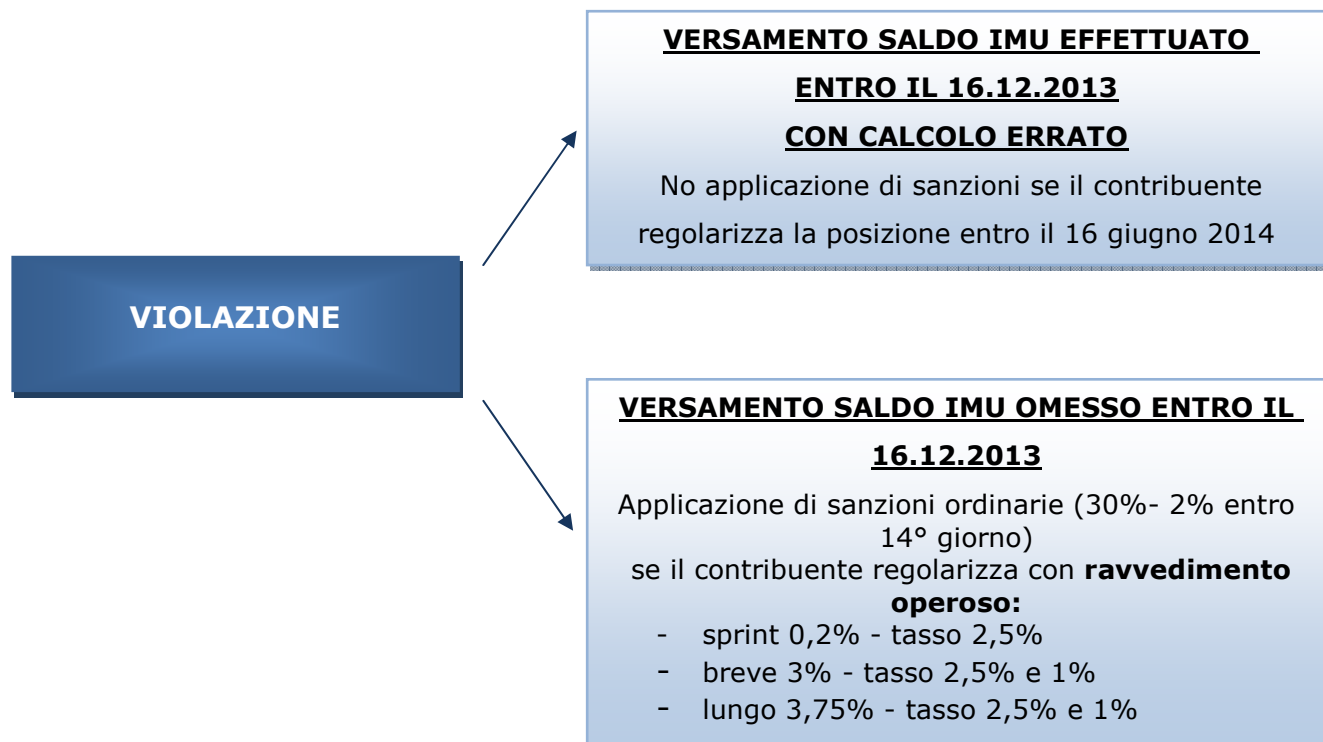 VERSAMENTO SALDO IMU EFFETTUATO
ENTRO IL 16.12.2013
CON CALCOLO ERRATO
No applicazione di sanzioni se il contribuente
regolarizza la posizione entro il 16 giugno 2014
VIOLAZIONE
VERSAMENTO SALDO IMU OMESSO ENTRO IL
16.12.2013
Applicazione di sanzioni ordinarie (30%- 2% entro
14° giorno)
se il contribuente regolarizza con ravvedimento
operoso:
- sprint 0,2% - tasso 2,5%
- breve 3% - tasso 2,5% e 1%
- lungo 3,75% - tasso 2,5% e 1%